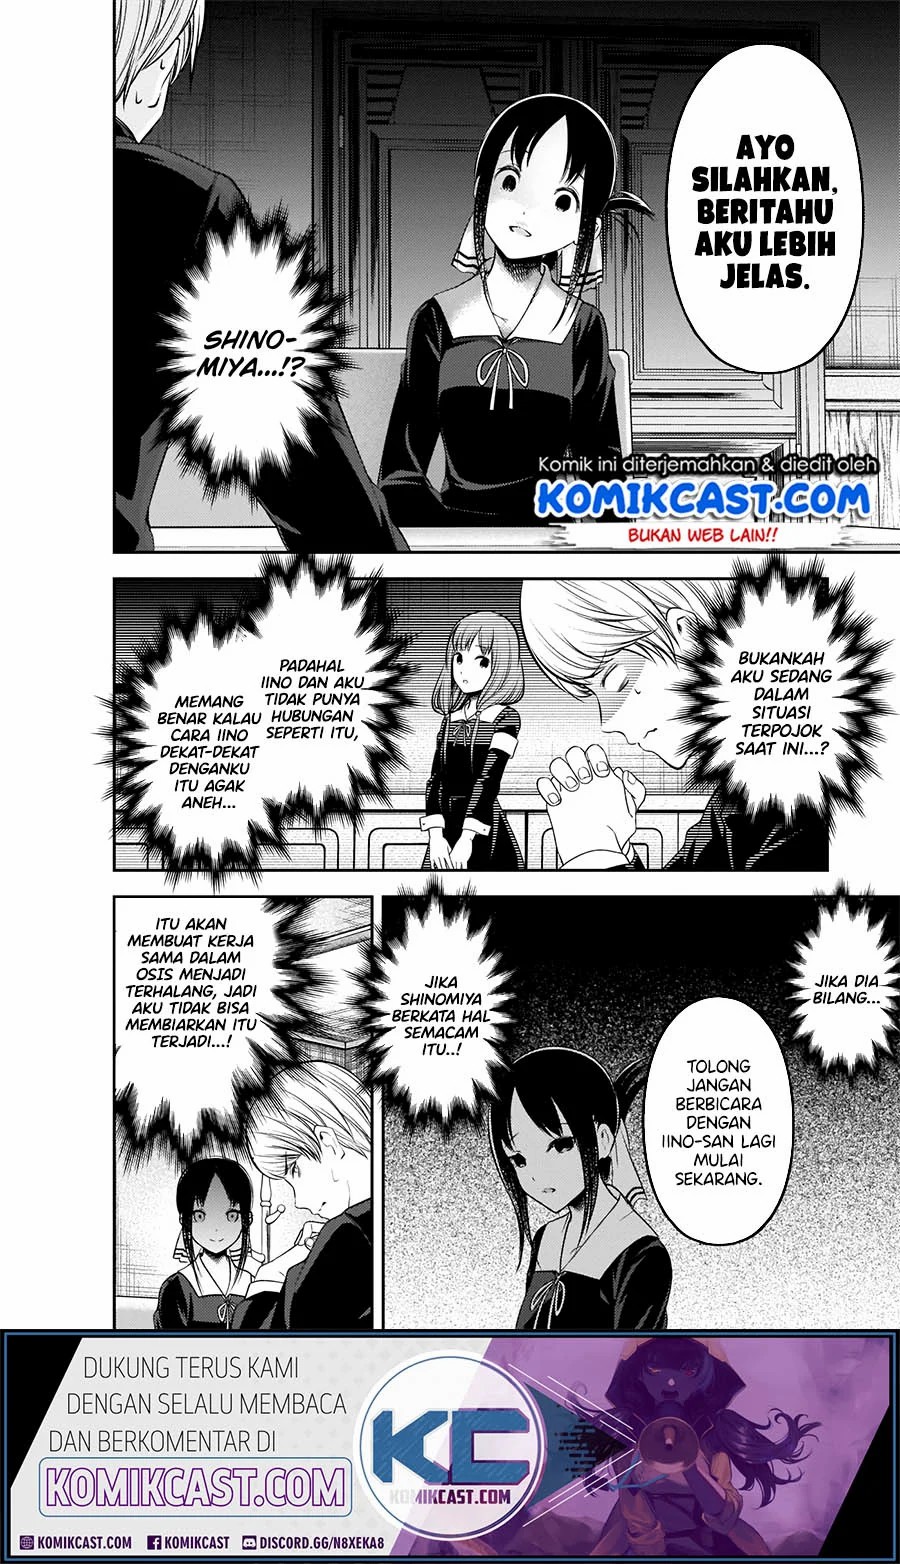 AYO
SILAHKAN,
BERITAHU
AKU LEBIH
JELAS.
SHINO-
MIYA...!?
Komik ini diterjemahkan & diedit oleh
KOMIKCAST.COM
BUKAN WEB LAIN!!
BUKANKAH
AKU SEDANG
DALAM
SITUASI
TERPOJOK
SAAT INI...?
PADAHAL
IINO DAN AKU
TIDAK PUNYA
HUBUNGAN
SEPERTI ITU,
MEMANG
BENAR KALAU
CARA IINO
DEKAT-DEKAT
DENGANKU
ITU AGAK
ANEH...
JIKA DIA
BILANG...
TOLONG
JANGAN
BERBICARA
DENGAN
IINO-SAN LAGI
MULAI
SEKARANG.
JIKA
SHINOMIYA
BERKATA HAL
SEMACAM
ITU..!
ITU AKAN
MEMBUAT KERJA
SAMA DALAM
OSIS MENJADI
TERHALANG, JADI
AKU TIDAK BISA
MEMBIARKAN ITU
TERJADI...!
DUKUNG TERUS KAMI
DENGAN SELALU MEMBACA
DAN BERKOMENTAR DI
KOMIKCAST.COM
KOMIKCAST.COM KOMIKCAST DISCORD.GG/N8XEKA8
KC
KOMIKCAST.COM